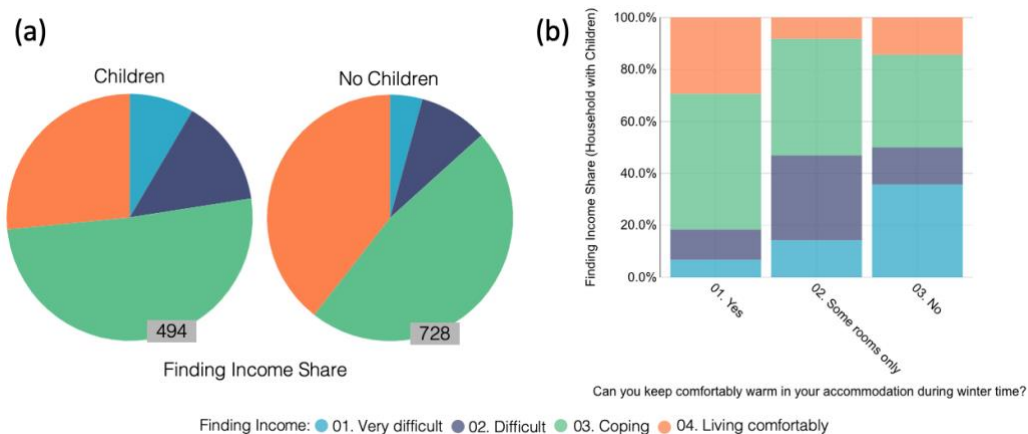 (a)
Children
No Children
494
728
Finding Income Share
(b)
Finding Income Share (Household with Children)
100.0%
80.0%
60.0%
40.0%
20.0%
0.0%
01. Yes
02. Some rooms only
03. No
Can you keep comfortably warm in your accommodation during winter time?
Finding Income: 01. Very difficult 02. Difficult 03. Coping 04. Living comfortably